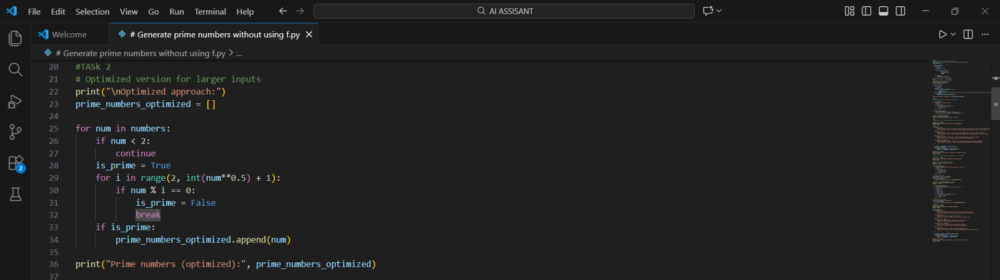 File Edit Selection View Go Run Terminal Help
AI ASSISANT
Welcome
# Generate prime numbers without using f.py
# Generate prime numbers without using f.py > ...
20 #TASk 2
21 # Optimized version for larger inputs
22 print("\nOptimized approach:")
23 prime_numbers_optimized = []
24
25 for num in numbers:
26     if num < 2:
27         continue
28     is_prime = True
29     for i in range(2, int(num**0.5) + 1):
30         if num % i == 0:
31             is_prime = False
32             break
33     if is_prime:
34         prime_numbers_optimized.append(num)
35
36 print("Prime numbers (optimized):", prime_numbers_optimized)
37
2